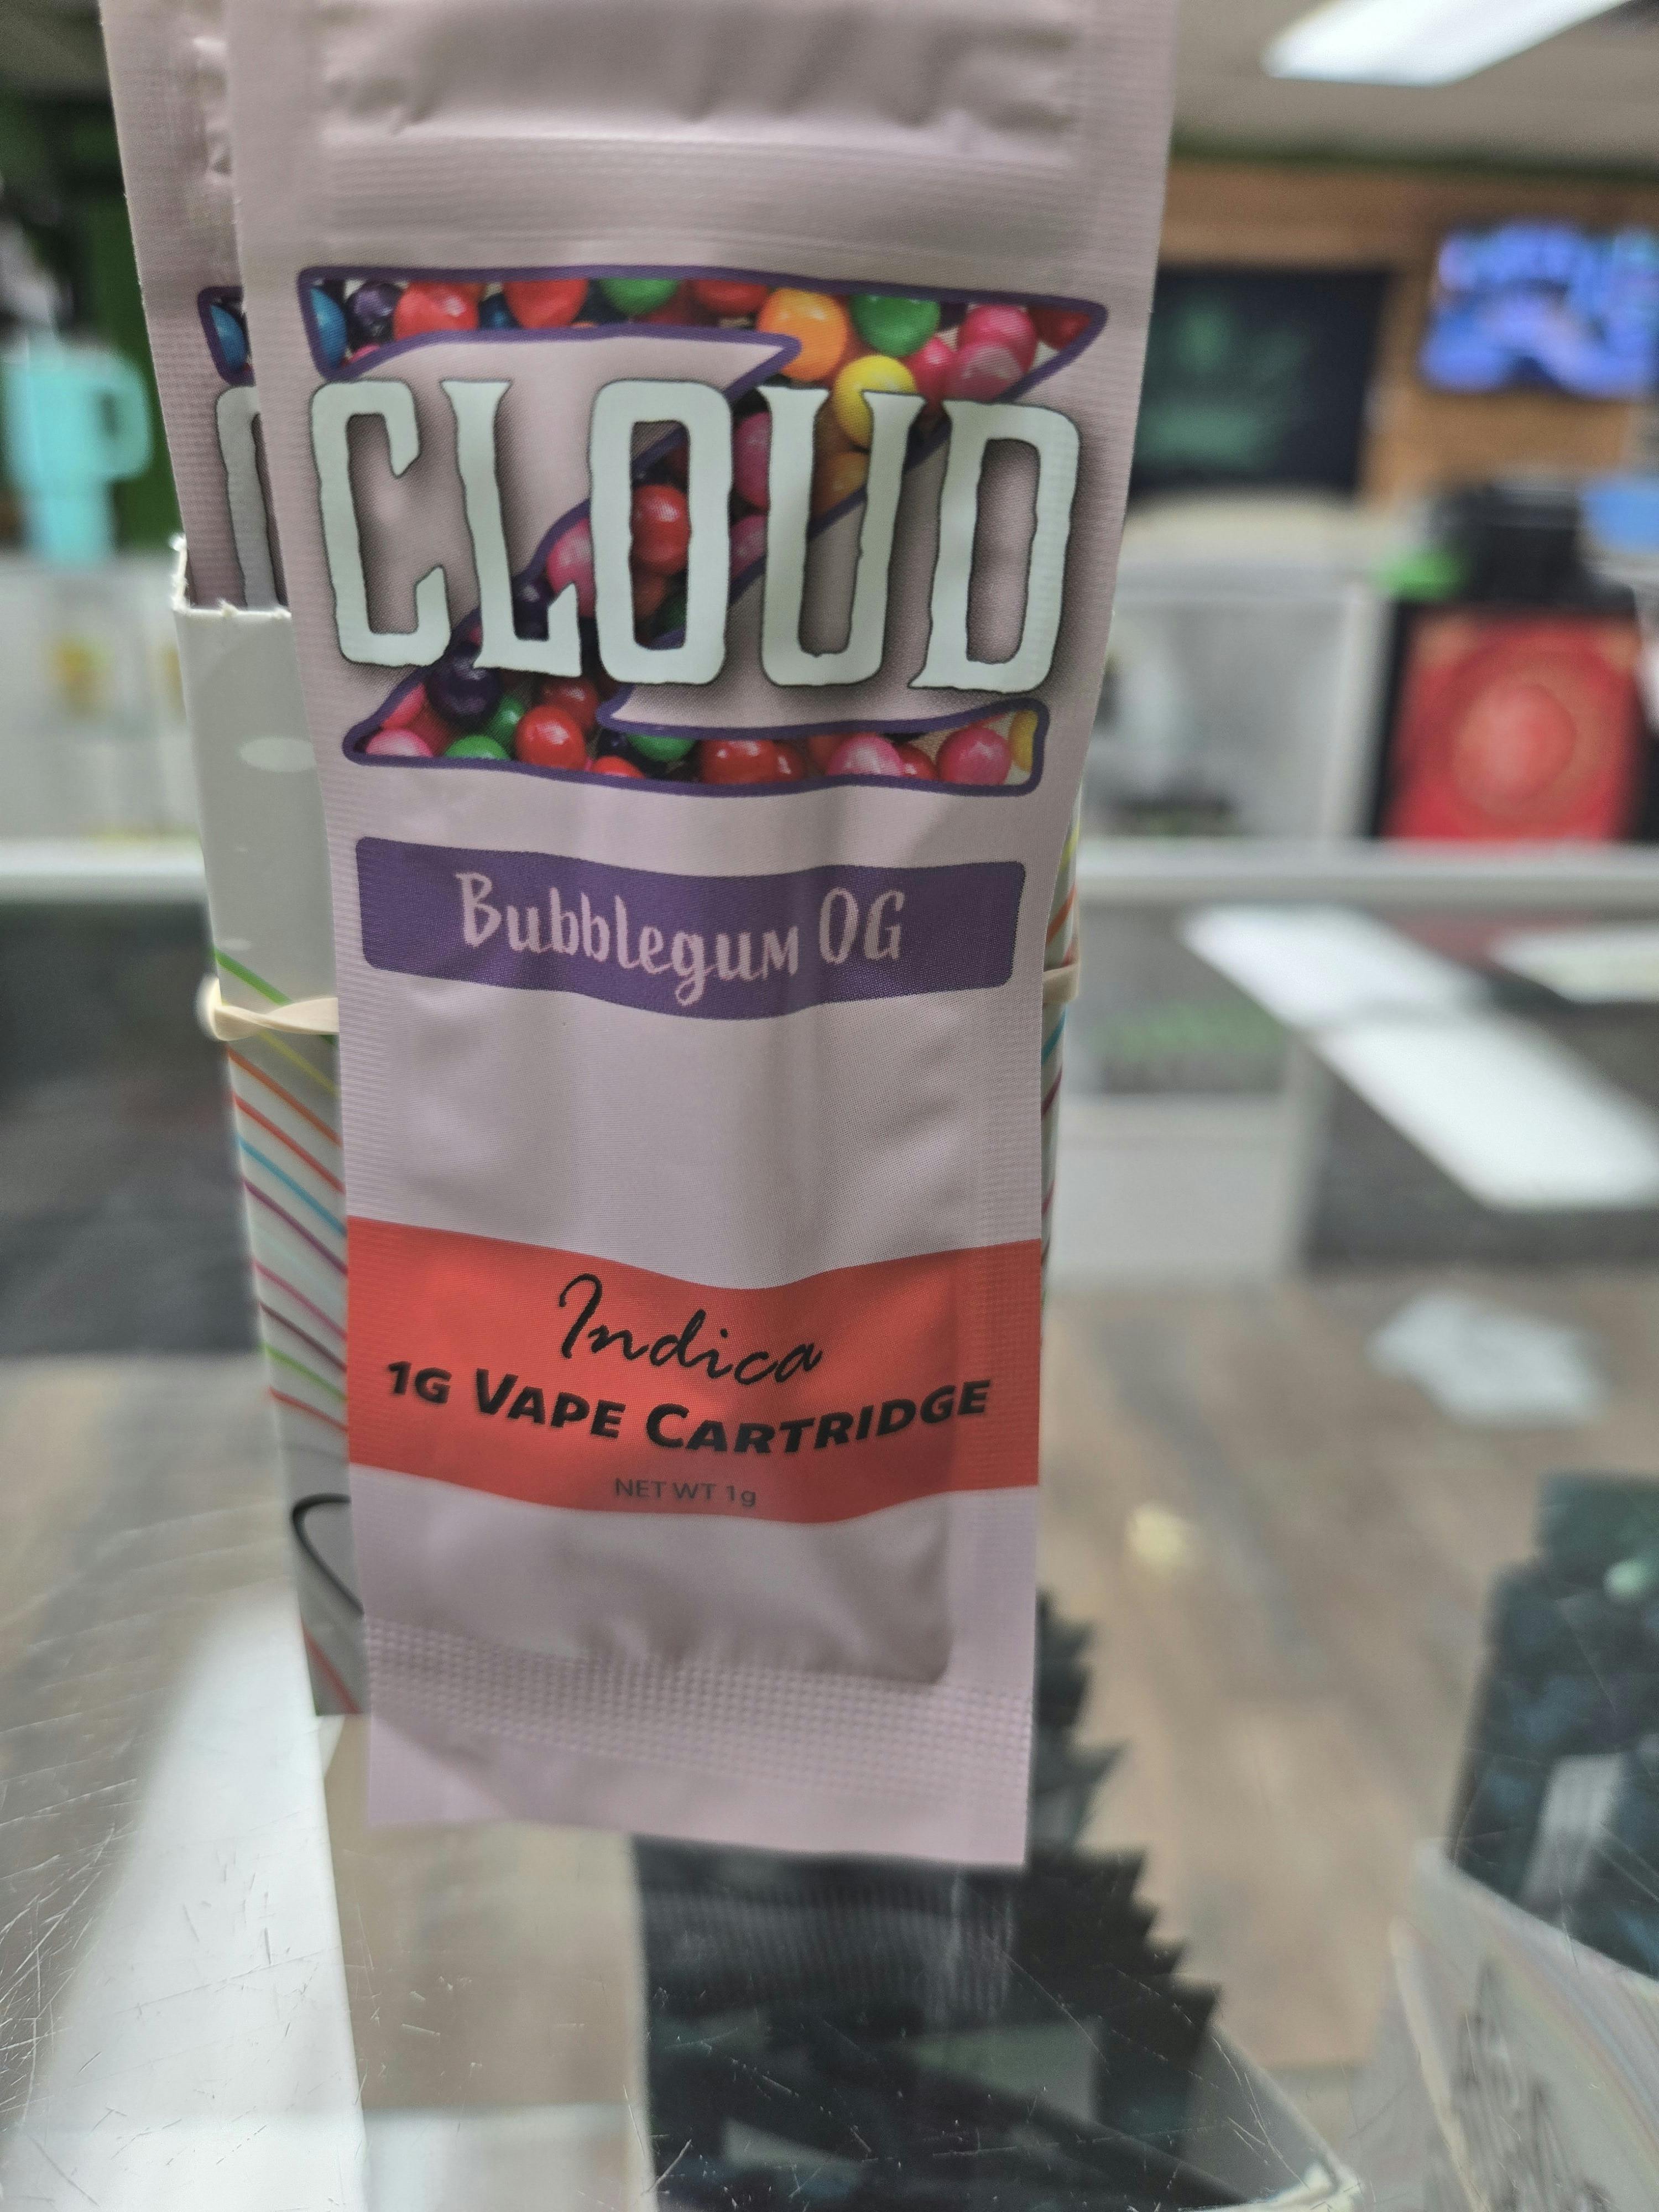 Z
CLOUD
Bubblegum OG
Indica
1G VAPE CARTRIDGE
NET WT 1g